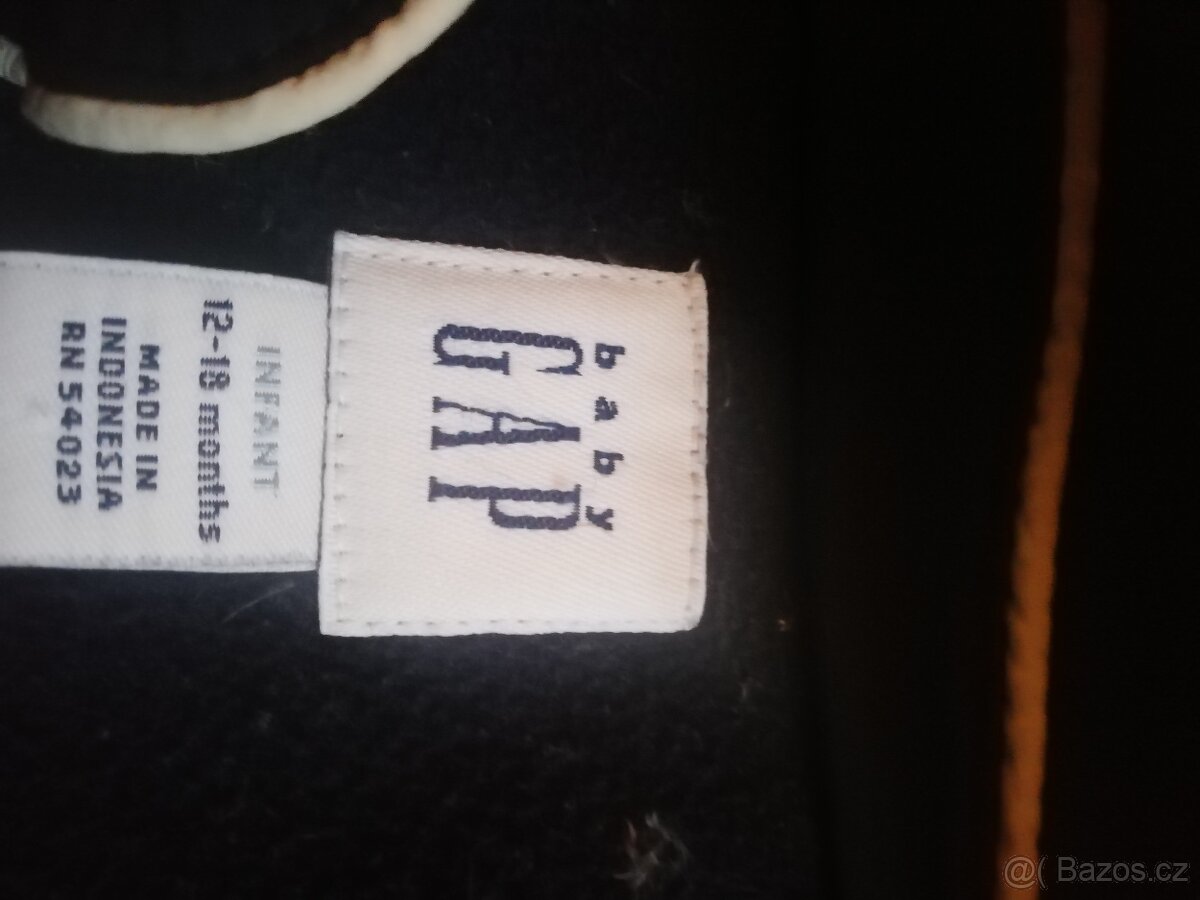 baby
GAP
INFANT
12-18 months
MADE IN
INDONESIA
RN 54023
@( Bazos.cz